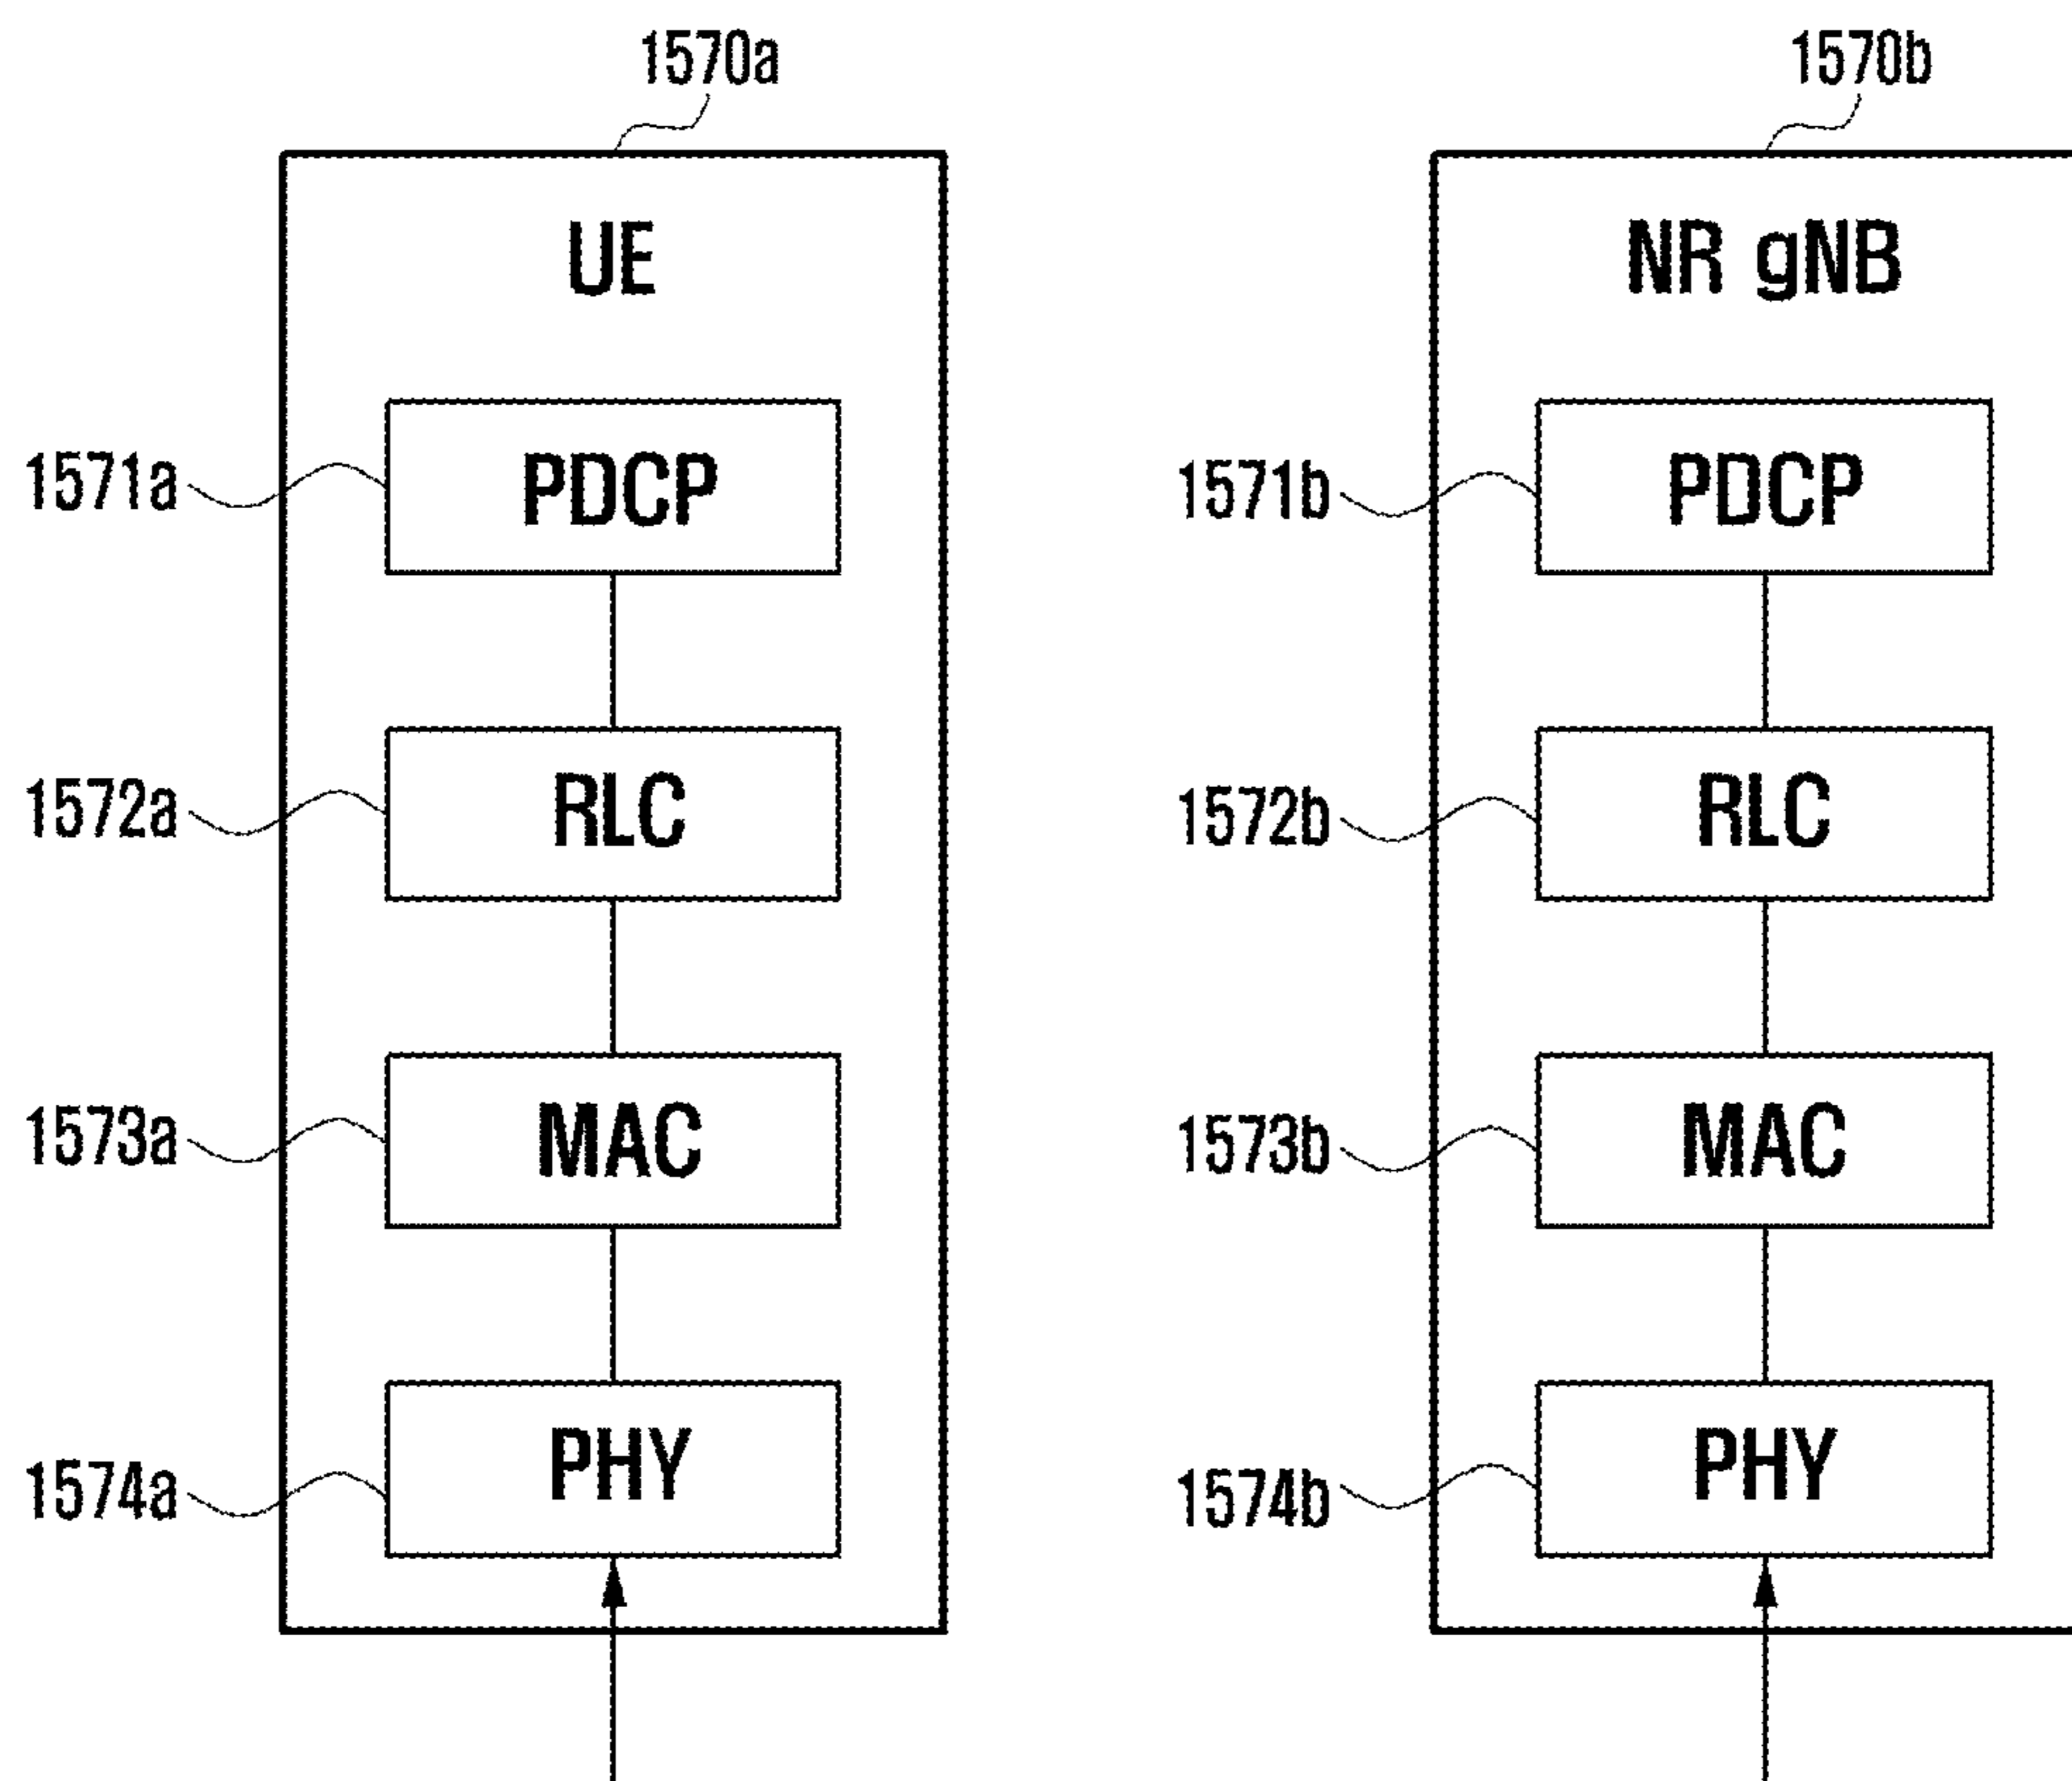 1570a
1570b
UE
NR gNB
1571a
PDCP
1571b
PDCP
1572a
RLC
1572b
RLC
1573a
MAC
1573b
MAC
1574a
PHY
1574b
PHY